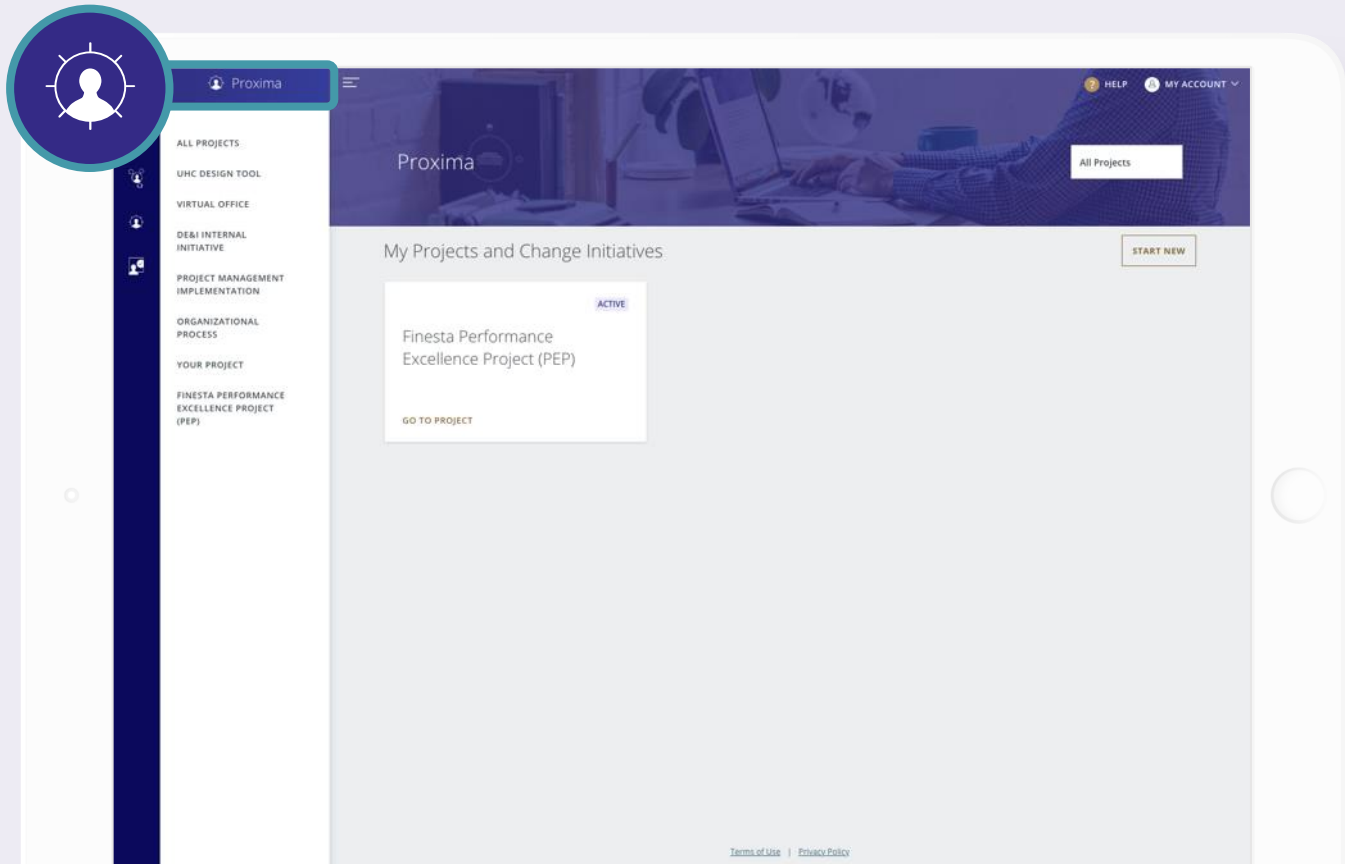 Proxima
HELP
MY ACCOUNT
ALL PROJECTS
UHC DESIGN TOOL
VIRTUAL OFFICE
DE&I INTERNAL
INITIATIVE
PROJECT MANAGEMENT
IMPLEMENTATION
ORGANIZATIONAL
PROCESS
YOUR PROJECT
FINESTA PERFORMANCE
EXCELLENCE PROJECT
(PEP)
Proxima
All Projects
My Projects and Change Initiatives
START NEW
ACTIVE
Finesta Performance
Excellence Project (PEP)
GO TO PROJECT
Terms of Use | Privacy Policy